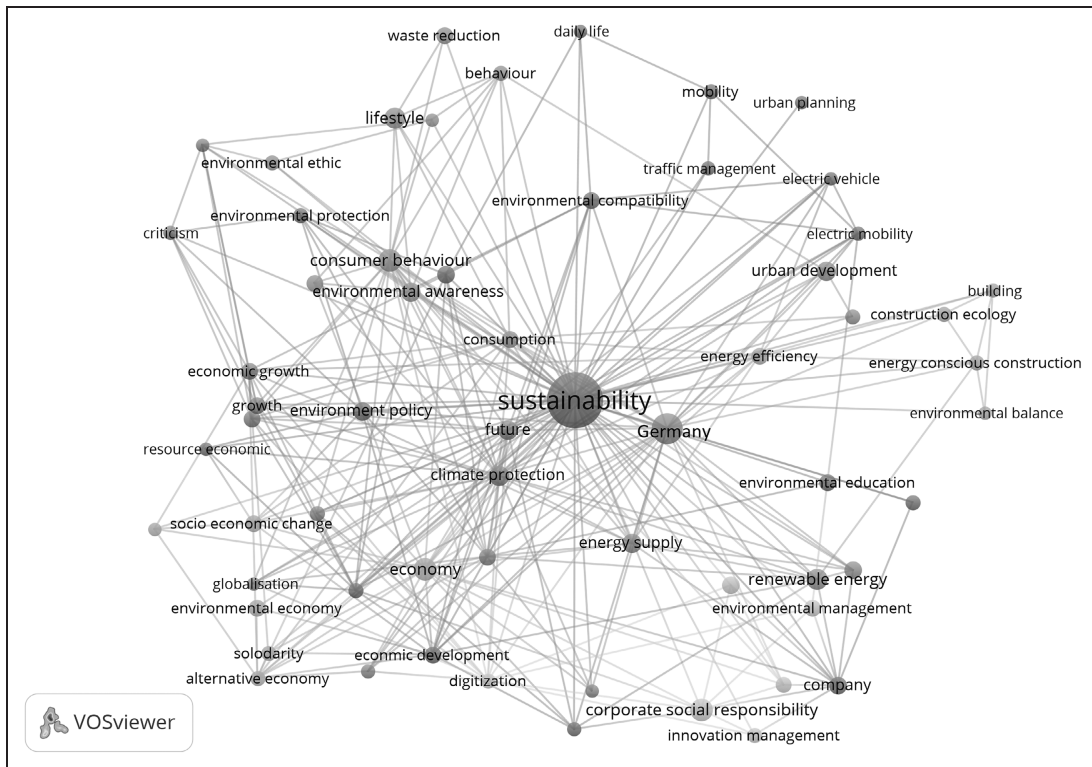 daily life
waste reduction
behaviour
mobility
urban planning
lifestyle
environmental ethic
traffic management
electric vehicle
environmental compatibility
environmental protection
criticism
electric mobility
consumer behaviour
urban development
environmental awareness
building
construction ecology
consumption
energy efficiency
energy conscious construction
economic growth
sustainability
growth
environment policy
environmental balance
future
Germany
resource economic
climate protection
environmental education
socio economic change
energy supply
economy
renewable energy
globalisation
environmental economy
environmental management
solodarity
econmic development
alternative economy
digitization
company
corporate social responsibility
VOSviewer
innovation management